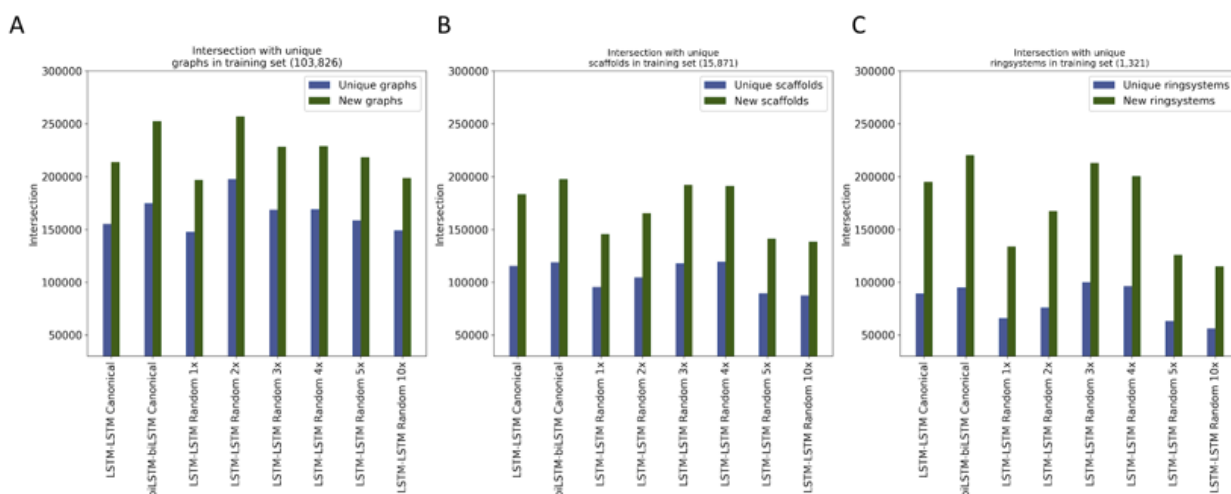 A
Intersection with unique
graphs in training set (103,826)
Unique graphs
New graphs
300000
250000
200000
150000
100000
50000
Intersection
LSTM-LSTM Canonical
biLSTM-biLSTM Canonical
LSTM-LSTM Random 1x
LSTM-LSTM Random 2x
LSTM-LSTM Random 3x
LSTM-LSTM Random 4x
LSTM-LSTM Random 5x
LSTM-LSTM Random 10x
B
Intersection with unique
scaffolds in training set (15,871)
Unique scaffolds
New scaffolds
300000
250000
200000
150000
100000
50000
Intersection
LSTM-LSTM Canonical
biLSTM-biLSTM Canonical
LSTM-LSTM Random 1x
LSTM-LSTM Random 2x
LSTM-LSTM Random 3x
LSTM-LSTM Random 4x
LSTM-LSTM Random 5x
LSTM-LSTM Random 10x
C
Intersection with unique
ringsystems in training set (1,321)
Unique ringsystems
New ringsystems
300000
250000
200000
150000
100000
50000
Intersection
LSTM-LSTM Canonical
biLSTM-biLSTM Canonical
LSTM-LSTM Random 1x
LSTM-LSTM Random 2x
LSTM-LSTM Random 3x
LSTM-LSTM Random 4x
LSTM-LSTM Random 5x
LSTM-LSTM Random 10x